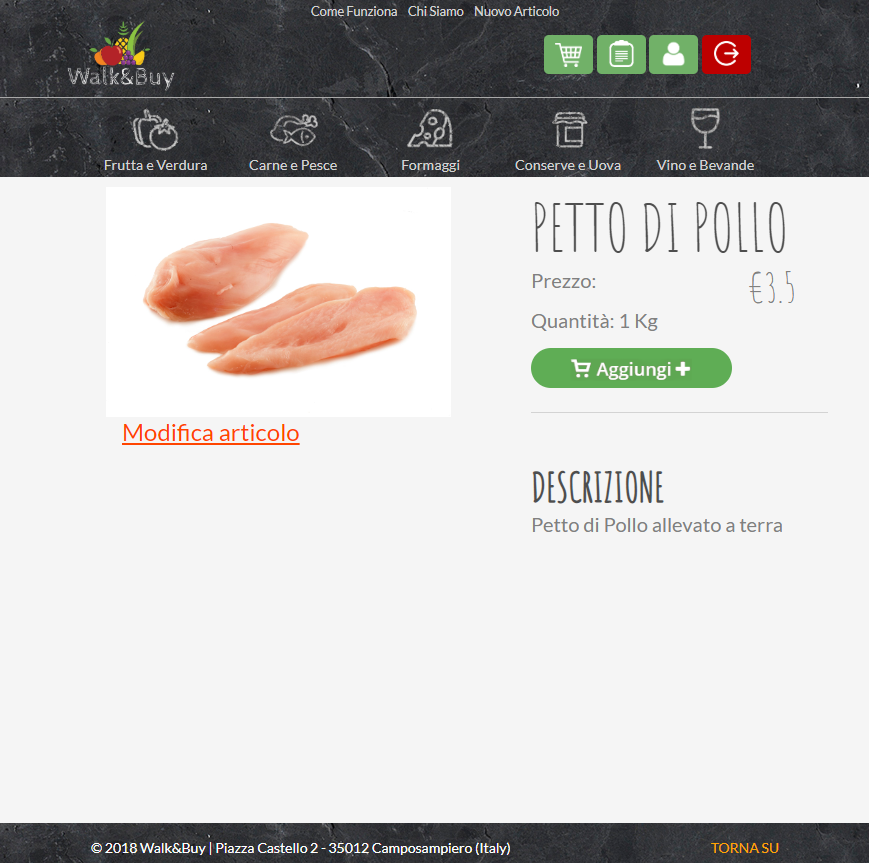 Come Funziona Chi Siamo Nuovo Articolo
Walk&Buy
Frutta e Verdura Carne e Pesce Formaggi Conserve e Uova Vino e Bevande
PETTO DI POLLO
Prezzo: €3.5
Quantità: 1 Kg
Aggiungi
Modifica articolo
DESCRIZIONE
Petto di Pollo allevato a terra
© 2018 Walk&Buy | Piazza Castello 2 - 35012 Camposampiero (Italy) TORNA SU